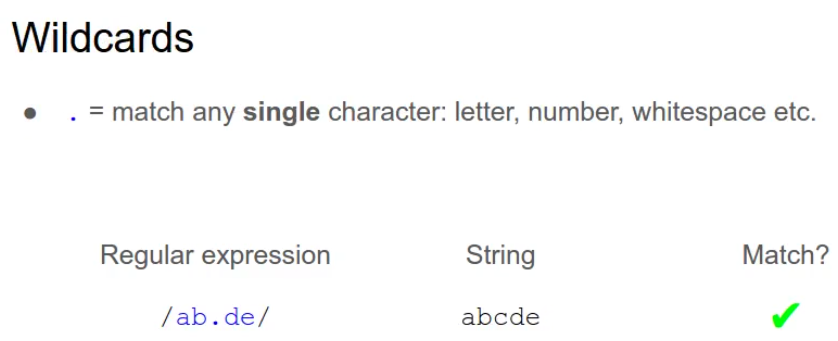 Wildcards
● . = match any single character: letter, number, whitespace etc.
Regular expression String Match?
/ab.de/ abcde ✔